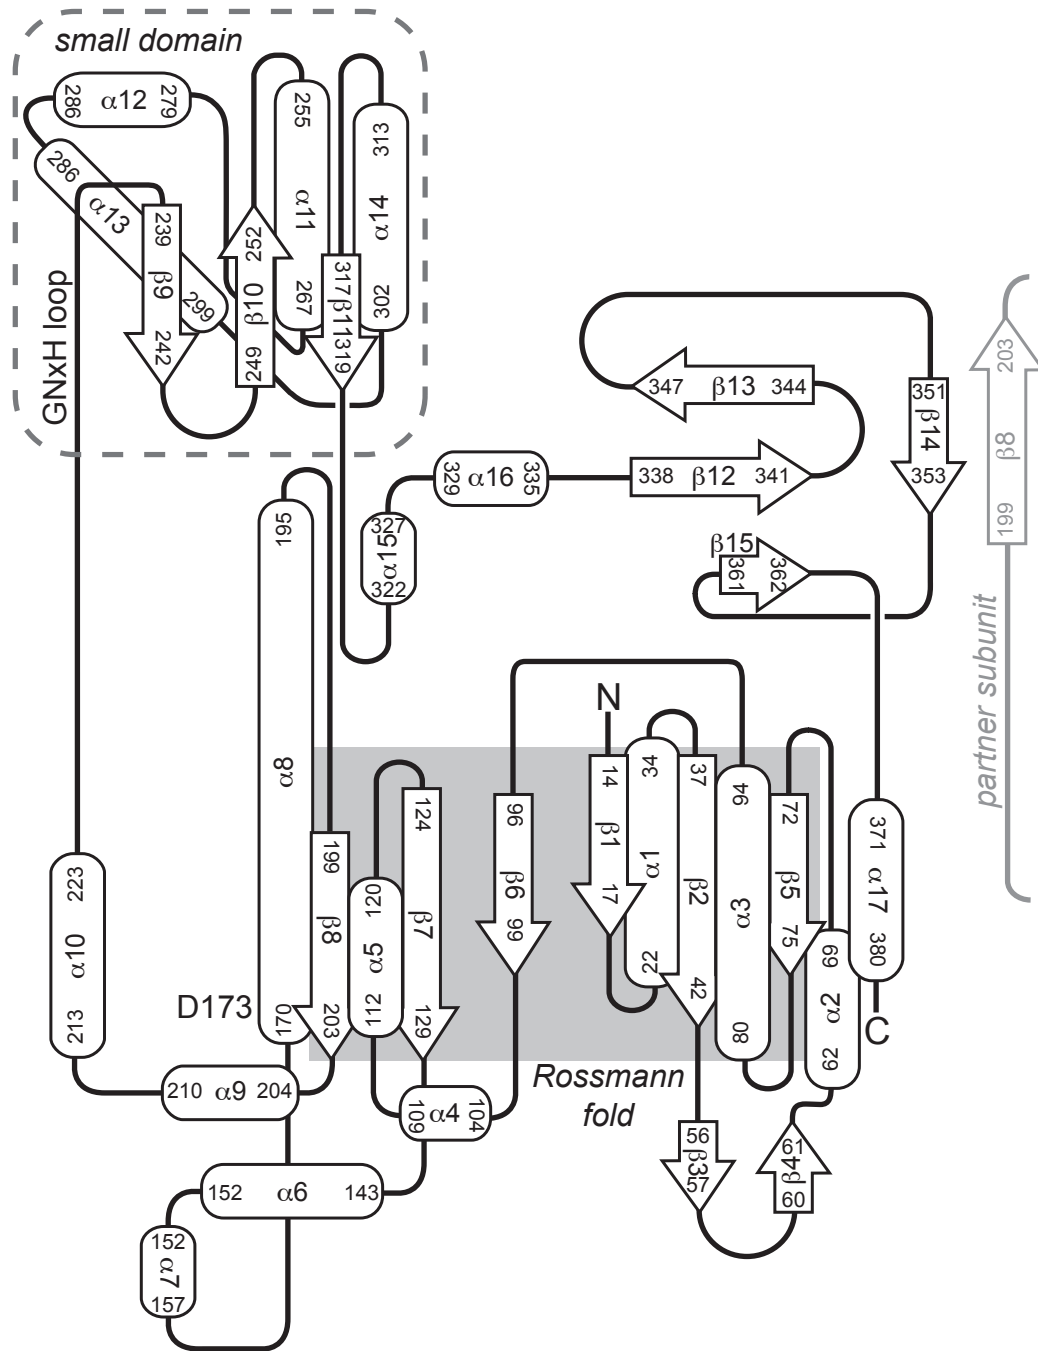 small domain
286 α12 279
286 α13 299
239 β9 242
252 β10 249
255 α11 267
317 β11 319
313 α14 302
GNxH loop
347 β13 344
351 β14 353
338 β12 341
329 α16 335
327 α15 322
β15
361 362
203 β8 199
partner subunit
195 α8 170
N
14 β1 17
34 α1 22
37 β2 42
94 α3 80
72 β5 75
96 β6 99
124 β7 129
120 α5 112
199 β8 203
371 α17 380
C
69 α2 62
223 α10 213
D173
Rossmann
fold
210 α9 204
109 α4 104
56 β3 57
61 β4 60
152 α6 143
152 α7 157